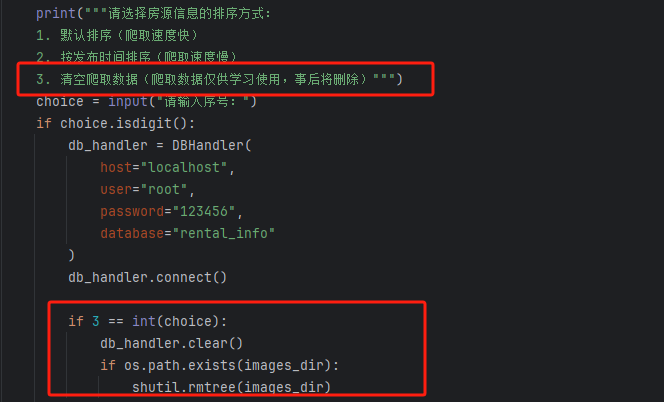 print("""请选择房源信息的排序方式:
1. 默认排序（爬取速度快）
2. 按发布时间排序（爬取速度慢）
3. 清空爬取数据（爬取数据仅供学习使用，事后将删除）""")
choice = input("请输入序号: ")
if choice.isdigit():
db_handler = DBHandler(
host="localhost",
user="root",
password="123456",
database="rental_info"
)
db_handler.connect()
if 3 == int(choice):
db_handler.clear()
if os.path.exists(images_dir):
shutil.rmtree(images_dir)